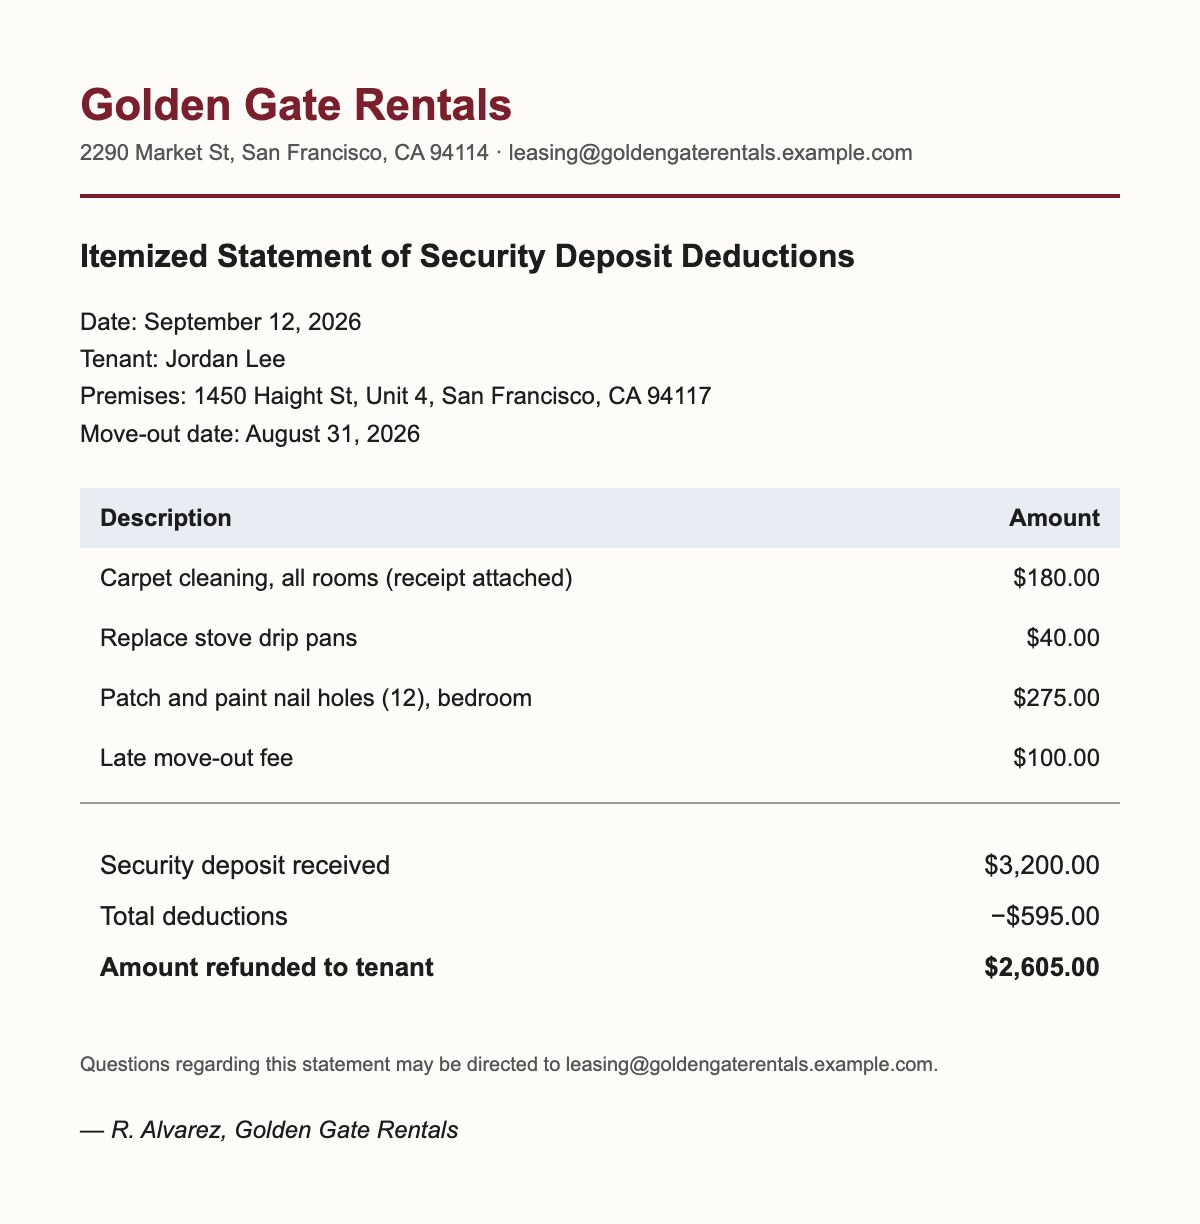 Golden Gate Rentals
2290 Market St, San Francisco, CA 94114 · leasing@goldengaterentals.example.com
Itemized Statement of Security Deposit Deductions
Date: September 12, 2026
Tenant: Jordan Lee
Premises: 1450 Haight St, Unit 4, San Francisco, CA 94117
Move-out date: August 31, 2026
Description Amount
Carpet cleaning, all rooms (receipt attached) $180.00
Replace stove drip pans $40.00
Patch and paint nail holes (12), bedroom $275.00
Late move-out fee $100.00
Security deposit received $3,200.00
Total deductions −$595.00
Amount refunded to tenant $2,605.00
Questions regarding this statement may be directed to leasing@goldengaterentals.example.com.
— R. Alvarez, Golden Gate Rentals